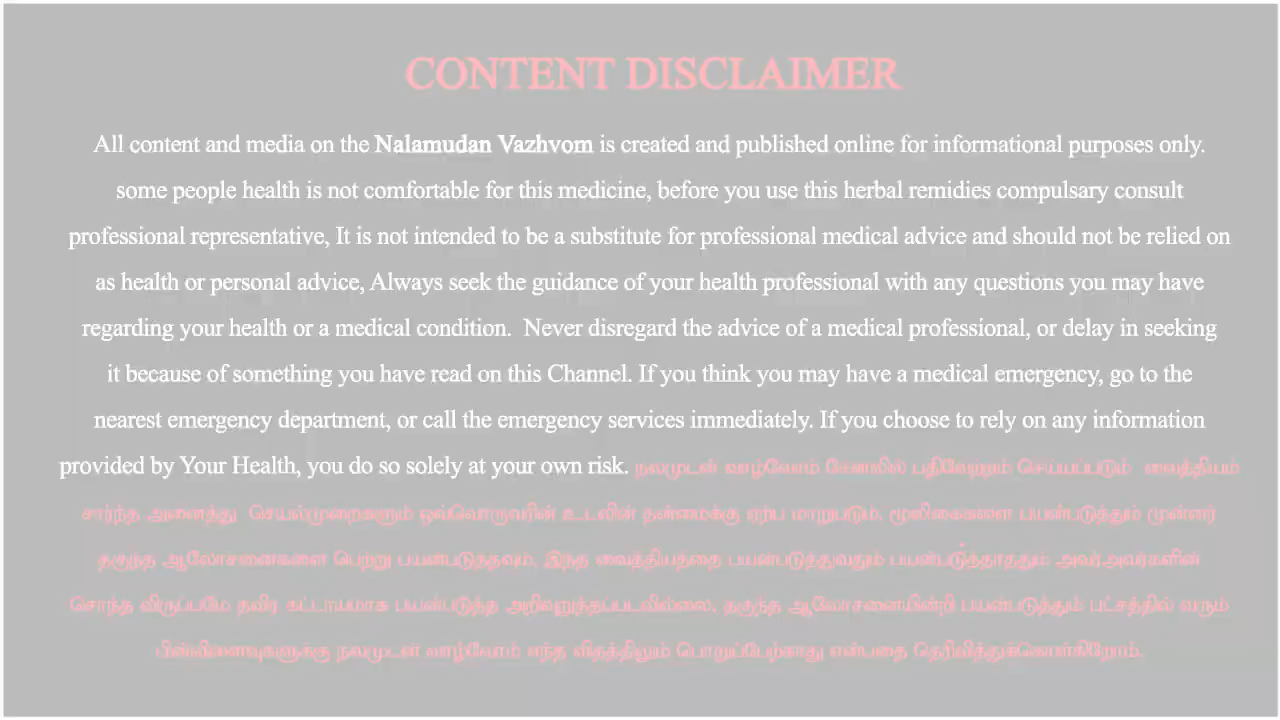 CONTENT DISCLAIMER
All content and media on the Nalamudan Vazhvom is created and published online for informational purposes only.
some people health is not comfortable for this medicine, before you use this herbal remidies compulsary consult
professional representative, It is not intended to be a substitute for professional medical advice and should not be relied on
as health or personal advice, Always seek the guidance of your health professional with any questions you may have
regarding your health or a medical condition. Never disregard the advice of a medical professional, or delay in seeking
it because of something you have read on this Channel. If you think you may have a medical emergency, go to the
nearest emergency department, or call the emergency services immediately. If you choose to rely on any information
provided by Your Health, you do so solely at your own risk. நலமுடன் வாழ்வோம் சேனலில் பதிவேற்றம் செய்யப்படும் வைத்தியம்
சார்ந்த அனைத்து செயல்முறைகளும் ஒவ்வொருவரின் உடலின் தன்மைக்கு ஏற்ப மாறுபடும். மூலிகைகளை பயன்படுத்தும் முன்னர்
தகுந்த ஆலோசனைகளை பெற்று பயன்படுத்தவும். இந்த வைத்தியத்தை பயன்படுத்துவதும் பயன்படுத்தாததும் அவர்அவர்களின்
சொந்த விருப்பமே தவிர கட்டாயமாக பயன்படுத்த அறிவுறுத்தப்படவில்லை. தகுந்த ஆலோசனையின்றி பயன்படுத்தும் பட்சத்தில் வரும்
பின்விளைவுகளுக்கு நலமுடன் வாழ்வோம் எந்த விதத்திலும் பொறுப்பேற்காது என்பதை தெரிவித்துக்கொள்கிறோம்.